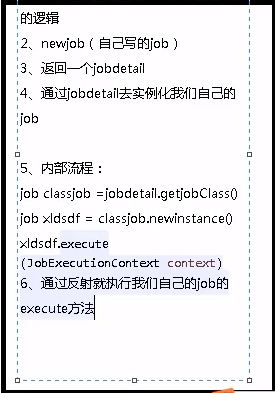 的逻辑
2、newjob（自己写的job）
3、返回一个jobdetail
4、通过jobdetail去实例化我们自己的
job
5、内部流程：
job classjob =jobdetail.getjobClass()
job xldsdf = classjob.newinstance()
xldsdf.execute
(JobExecutionContext context)
6、通过反射就执行我们自己的job的
execute方法